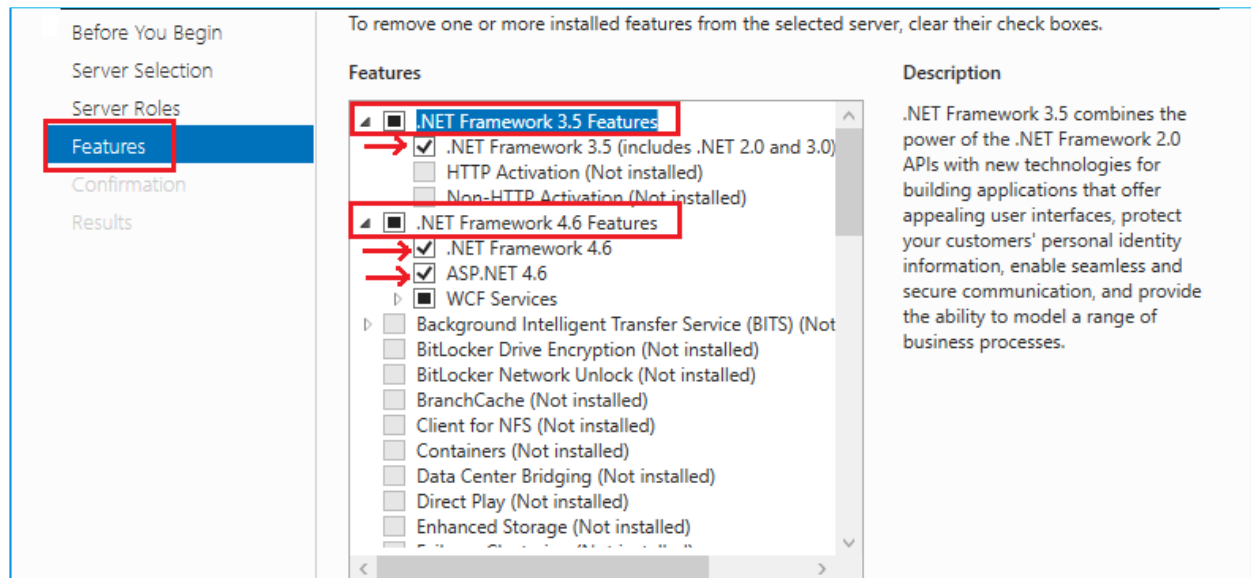 Before You Begin
Server Selection
Server Roles
Features
Confirmation
Results
To remove one or more installed features from the selected server, clear their check boxes.
Features
.NET Framework 3.5 Features
.NET Framework 3.5 (includes .NET 2.0 and 3.0)
HTTP Activation (Not installed)
Non-HTTP Activation (Not installed)
.NET Framework 4.6 Features
.NET Framework 4.6
ASP.NET 4.6
WCF Services
Background Intelligent Transfer Service (BITS) (Not
BitLocker Drive Encryption (Not installed)
BitLocker Network Unlock (Not installed)
BranchCache (Not installed)
Client for NFS (Not installed)
Containers (Not installed)
Data Center Bridging (Not installed)
Direct Play (Not installed)
Enhanced Storage (Not installed)
Description
.NET Framework 3.5 combines the
power of the .NET Framework 2.0
APIs with new technologies for
building applications that offer
appealing user interfaces, protect
your customers' personal identity
information, enable seamless and
secure communication, and provide
the ability to model a range of
business processes.